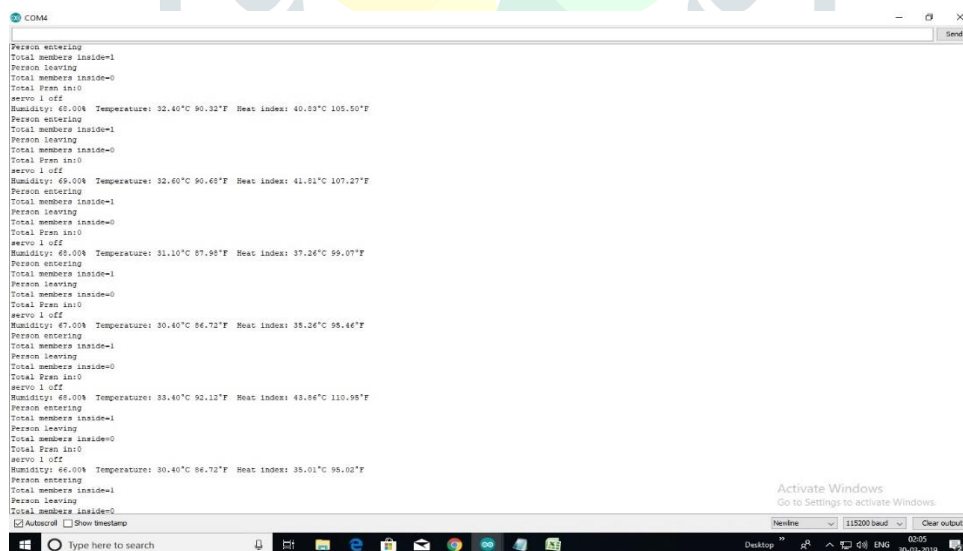 COM4
Send
Person entering
Total members inside=1
Person leaving
Total members inside=0
Total Prsn in:0
servo 1 off
Humidity: 68.00% Temperature: 32.40°C 90.32°F Heat index: 40.83°C 105.50°F
Person entering
Total members inside=1
Person leaving
Total members inside=0
Total Prsn in:0
servo 1 off
Humidity: 69.00% Temperature: 32.60°C 90.68°F Heat index: 41.81°C 107.27°F
Person entering
Total members inside=1
Person leaving
Total members inside=0
Total Prsn in:0
servo 1 off
Humidity: 68.00% Temperature: 31.10°C 87.98°F Heat index: 37.26°C 99.07°F
Person entering
Total members inside=1
Person leaving
Total members inside=0
Total Prsn in:0
servo 1 off
Humidity: 67.00% Temperature: 30.40°C 86.72°F Heat index: 35.26°C 95.46°F
Person entering
Total members inside=1
Person leaving
Total members inside=0
Total Prsn in:0
servo 1 off
Humidity: 68.00% Temperature: 33.40°C 92.12°F Heat index: 43.86°C 110.95°F
Person entering
Total members inside=1
Person leaving
Total members inside=0
Total Prsn in:0
servo 1 off
Humidity: 66.00% Temperature: 30.40°C 86.72°F Heat index: 35.01°C 95.02°F
Person entering
Total members inside=1
Person leaving
Total members inside=0
Activate Windows
Go to Settings to activate Windows.
Autoscroll Show timestamp Newline 115200 baud Clear output
Type here to search Desktop ENG 02:05
30-03-2019